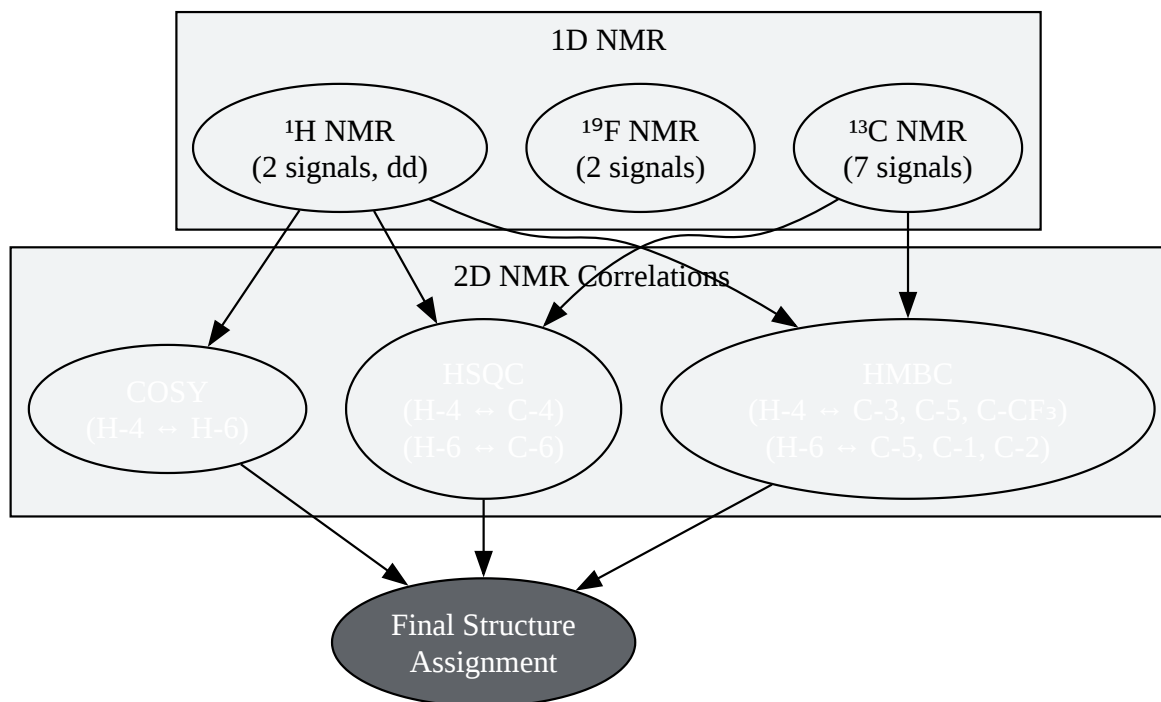 1D NMR
¹H NMR
(2 signals, dd)
¹⁹F NMR
(2 signals)
¹³C NMR
(7 signals)
2D NMR Correlations
COSY
(H-4 ↔ H-6)
HSQC
(H-4 ↔ C-4)
(H-6 ↔ C-6)
HMBC
(H-4 ↔ C-3, C-5, C-CF₃)
(H-6 ↔ C-5, C-1, C-2)
Final Structure
Assignment